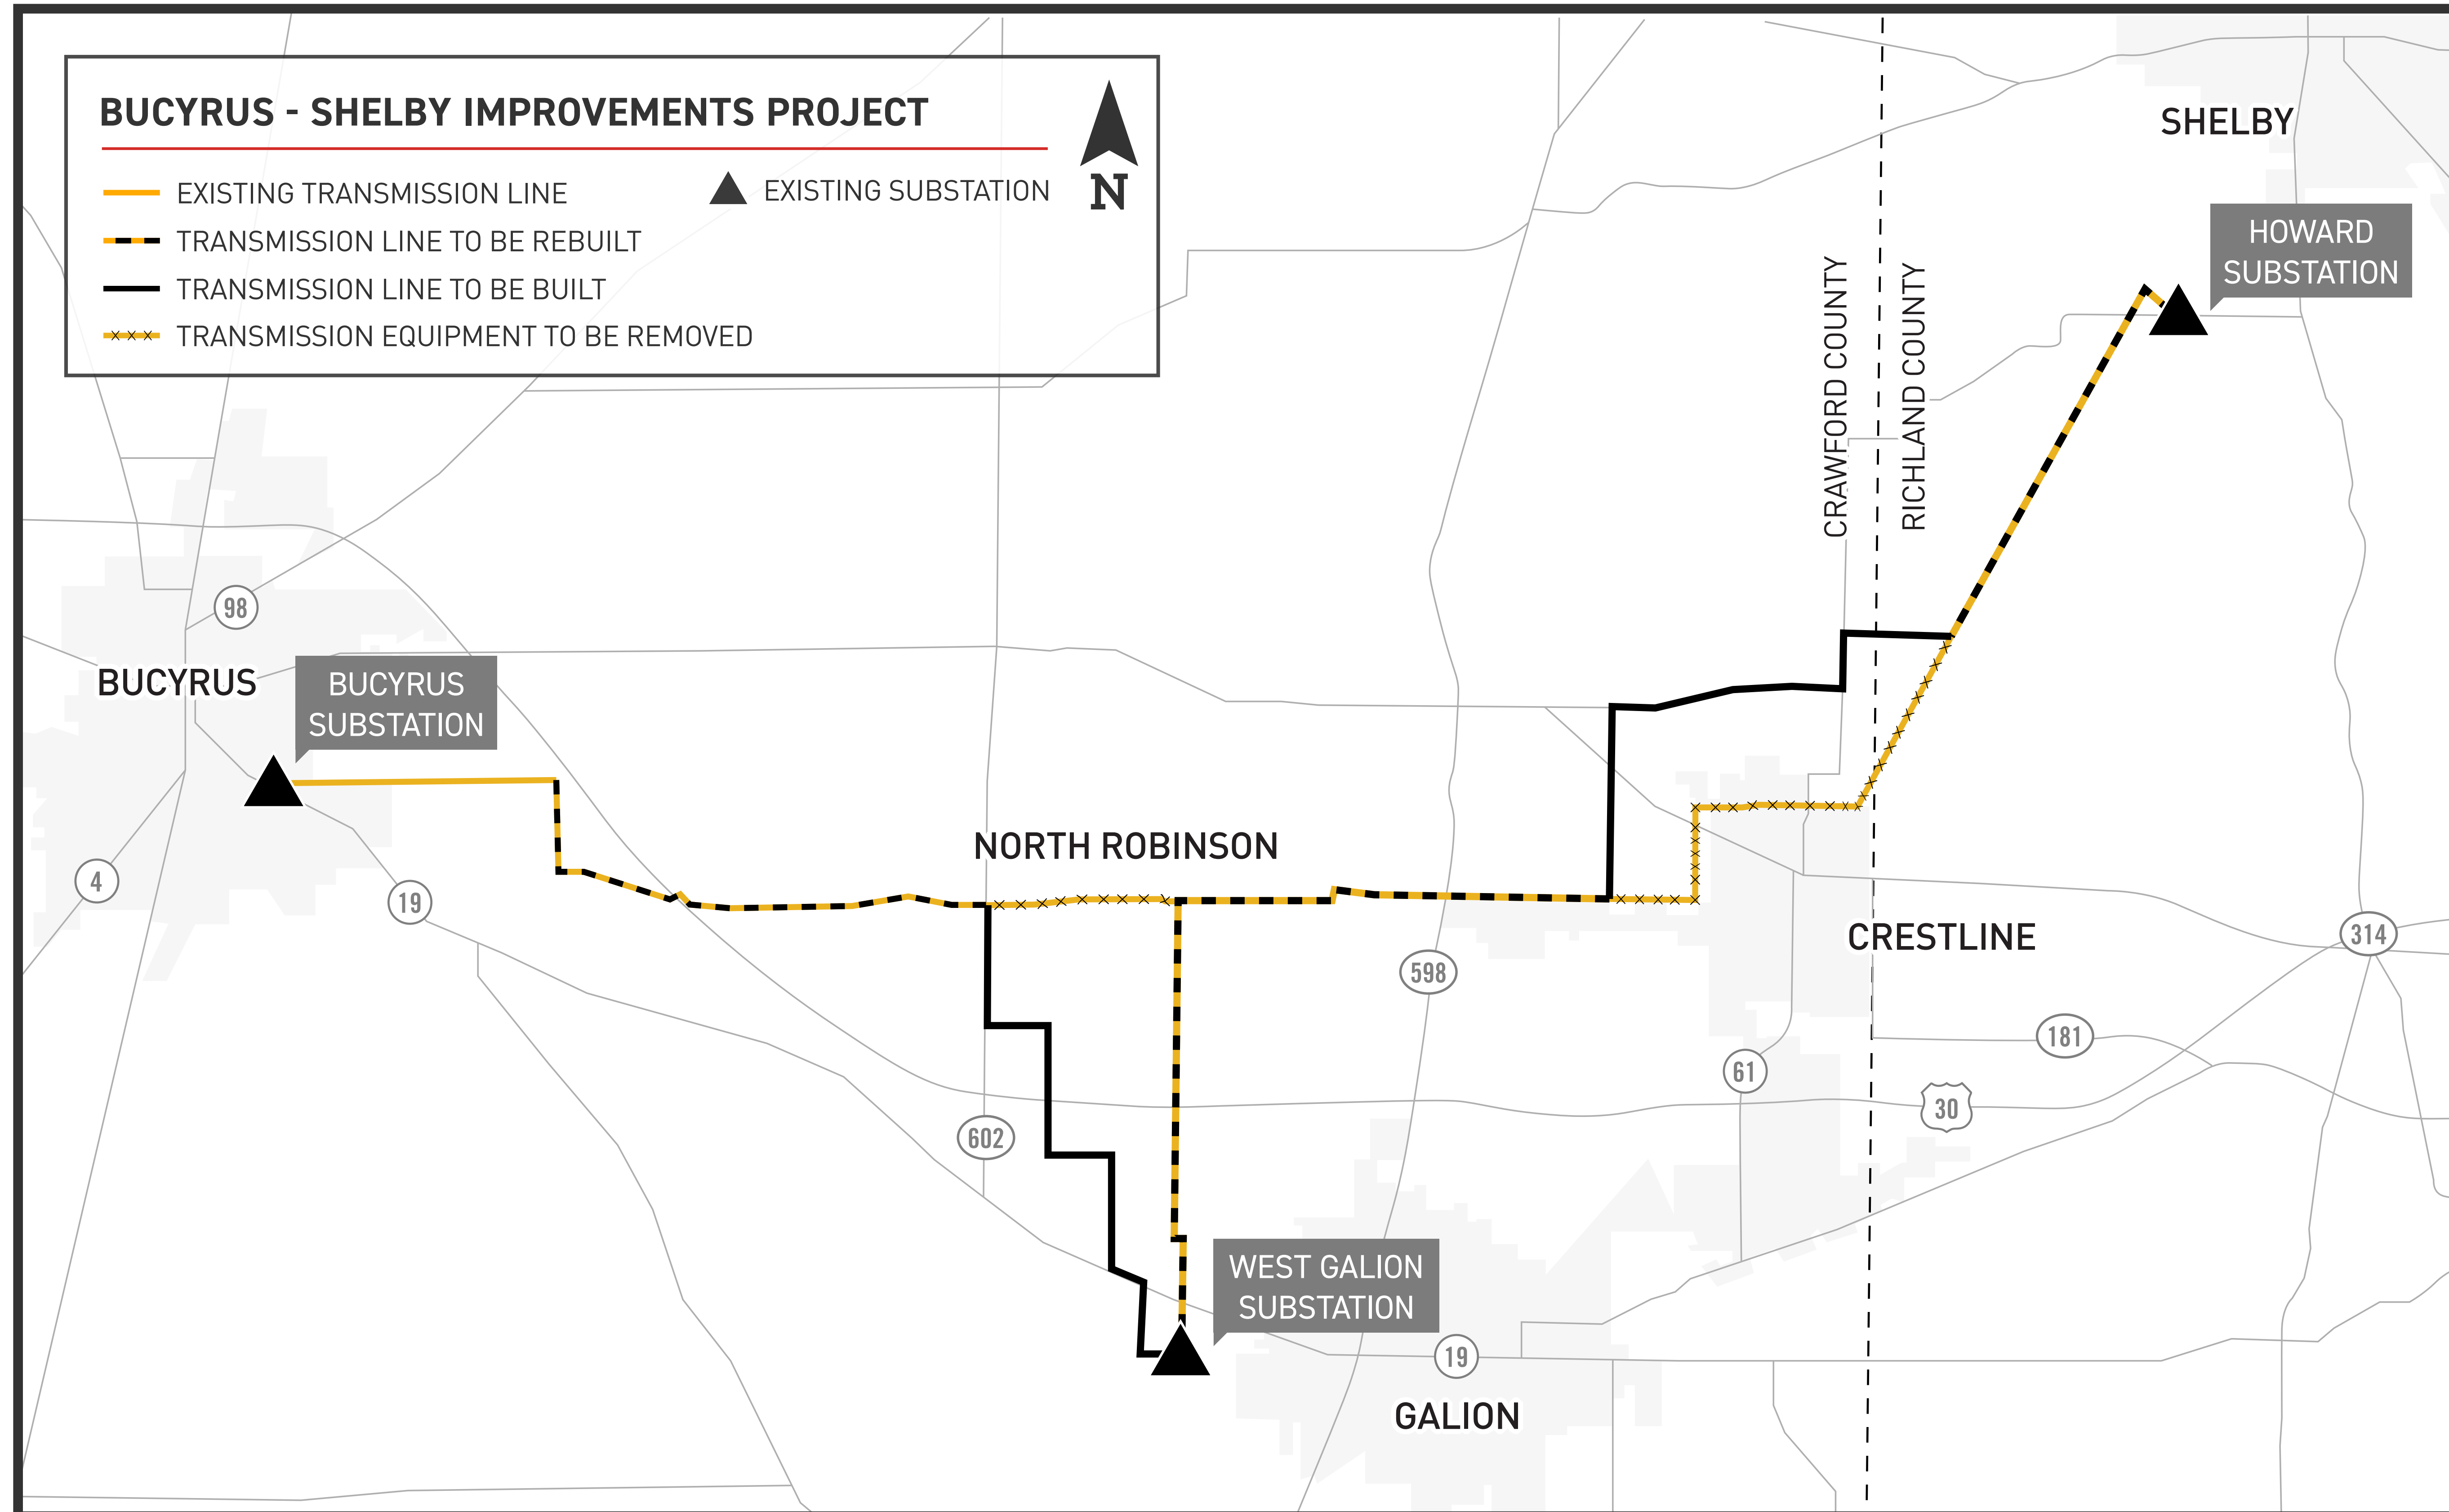 BUCYRUS - SHELBY IMPROVEMENTS PROJECT
EXISTING TRANSMISSION LINE
EXISTING SUBSTATION
N
TRANSMISSION LINE TO BE REBUILT
TRANSMISSION LINE TO BE BUILT
TRANSMISSION EQUIPMENT TO BE REMOVED
SHELBY
HOWARD
SUBSTATION
CRAWFORD COUNTY
RICHLAND COUNTY
98
BUCYRUS
BUCYRUS
SUBSTATION
NORTH ROBINSON
4
19
CRESTLINE
314
598
181
61
30
602
WEST GALION
SUBSTATION
19
GALION